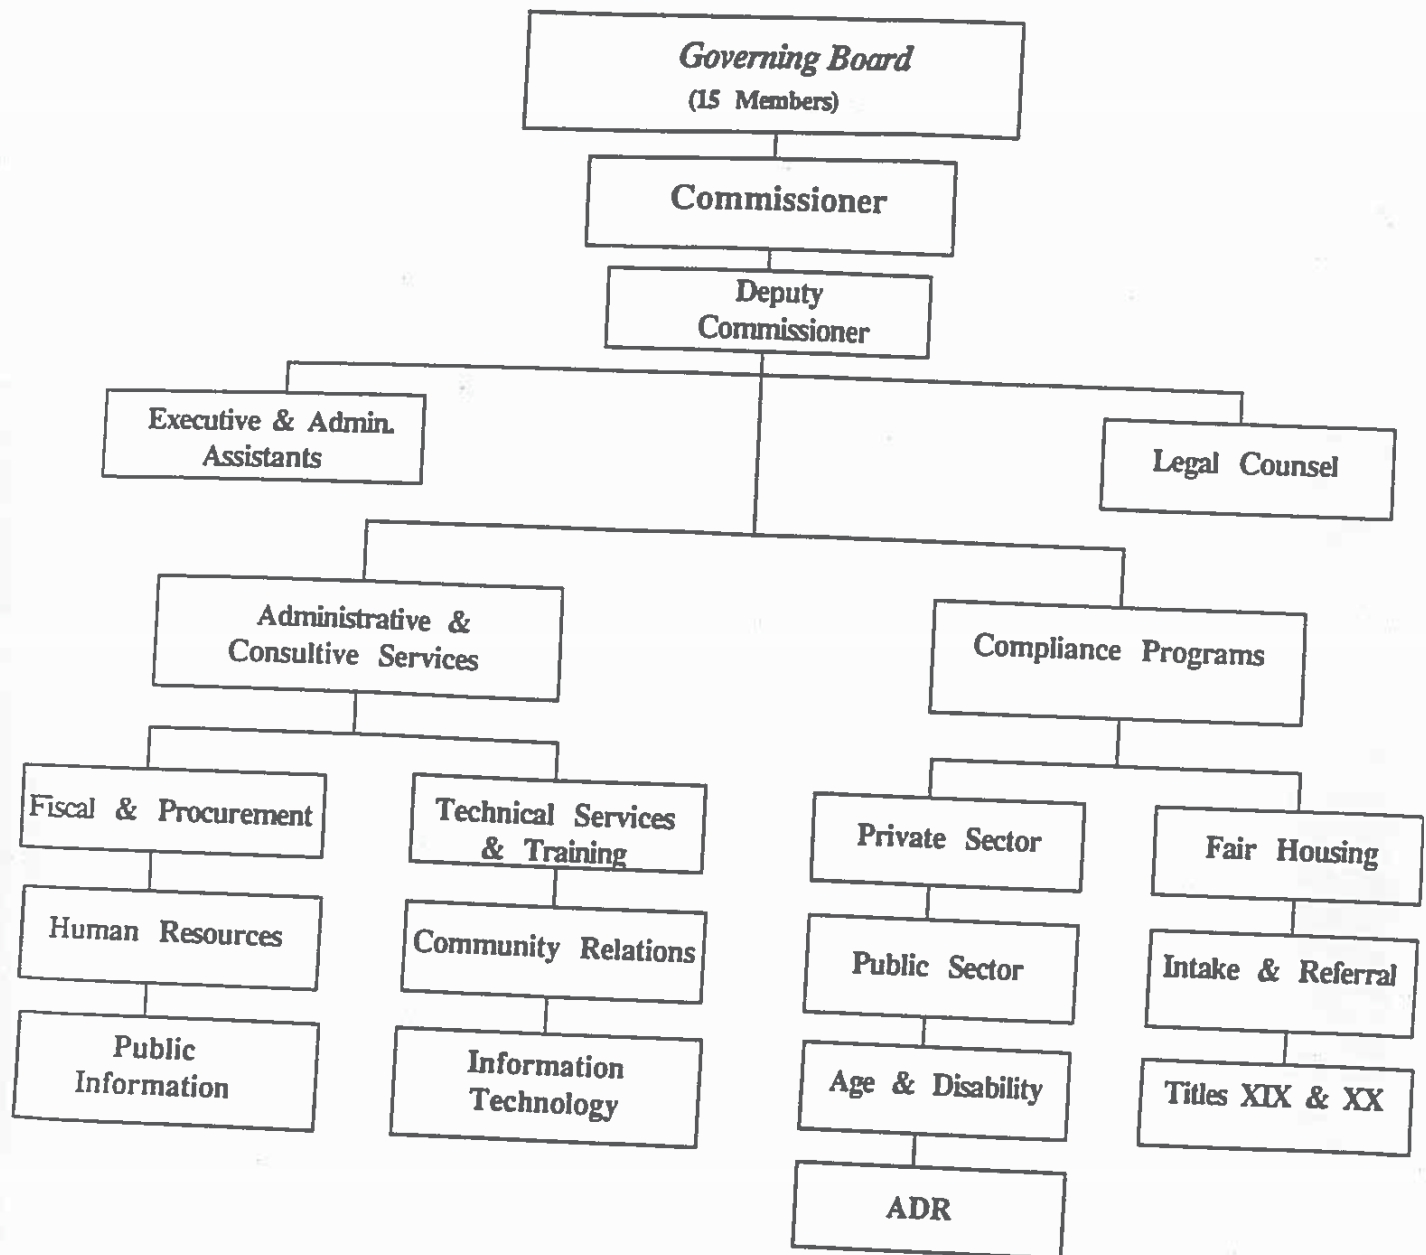 Governing Board
(15 Members)
Commissioner
Deputy
Commissioner
Executive & Admin.
Assistants
Legal Counsel
Administrative &
Consultive Services
Compliance Programs
Fiscal & Procurement
Technical Services
& Training
Private Sector
Fair Housing
Human Resources
Community Relations
Public Sector
Intake & Referral
Public
Information
Information
Technology
Age & Disability
Titles XIX & XX
ADR